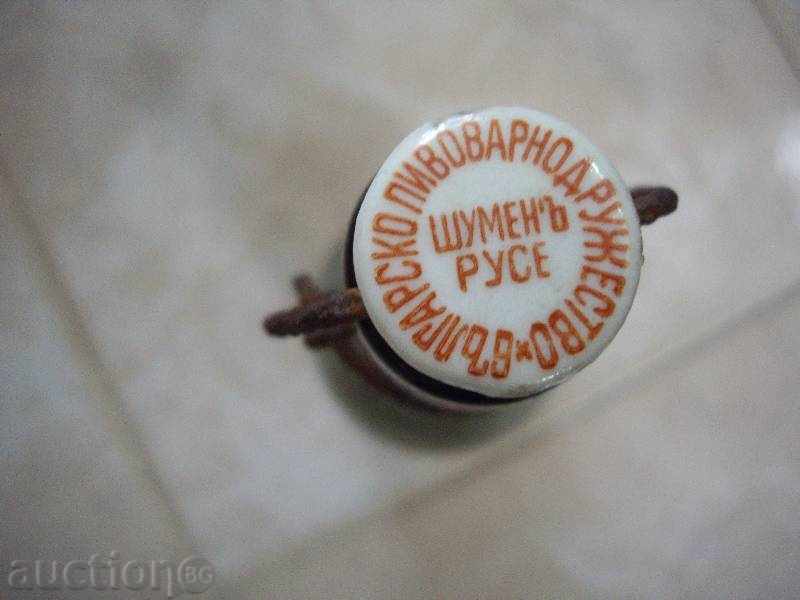 БЪЛГАРСКО ПИВОВАРНО ДРУЖЕСТВО *
ШУМЕНЪ
РУСЕ
auction BG